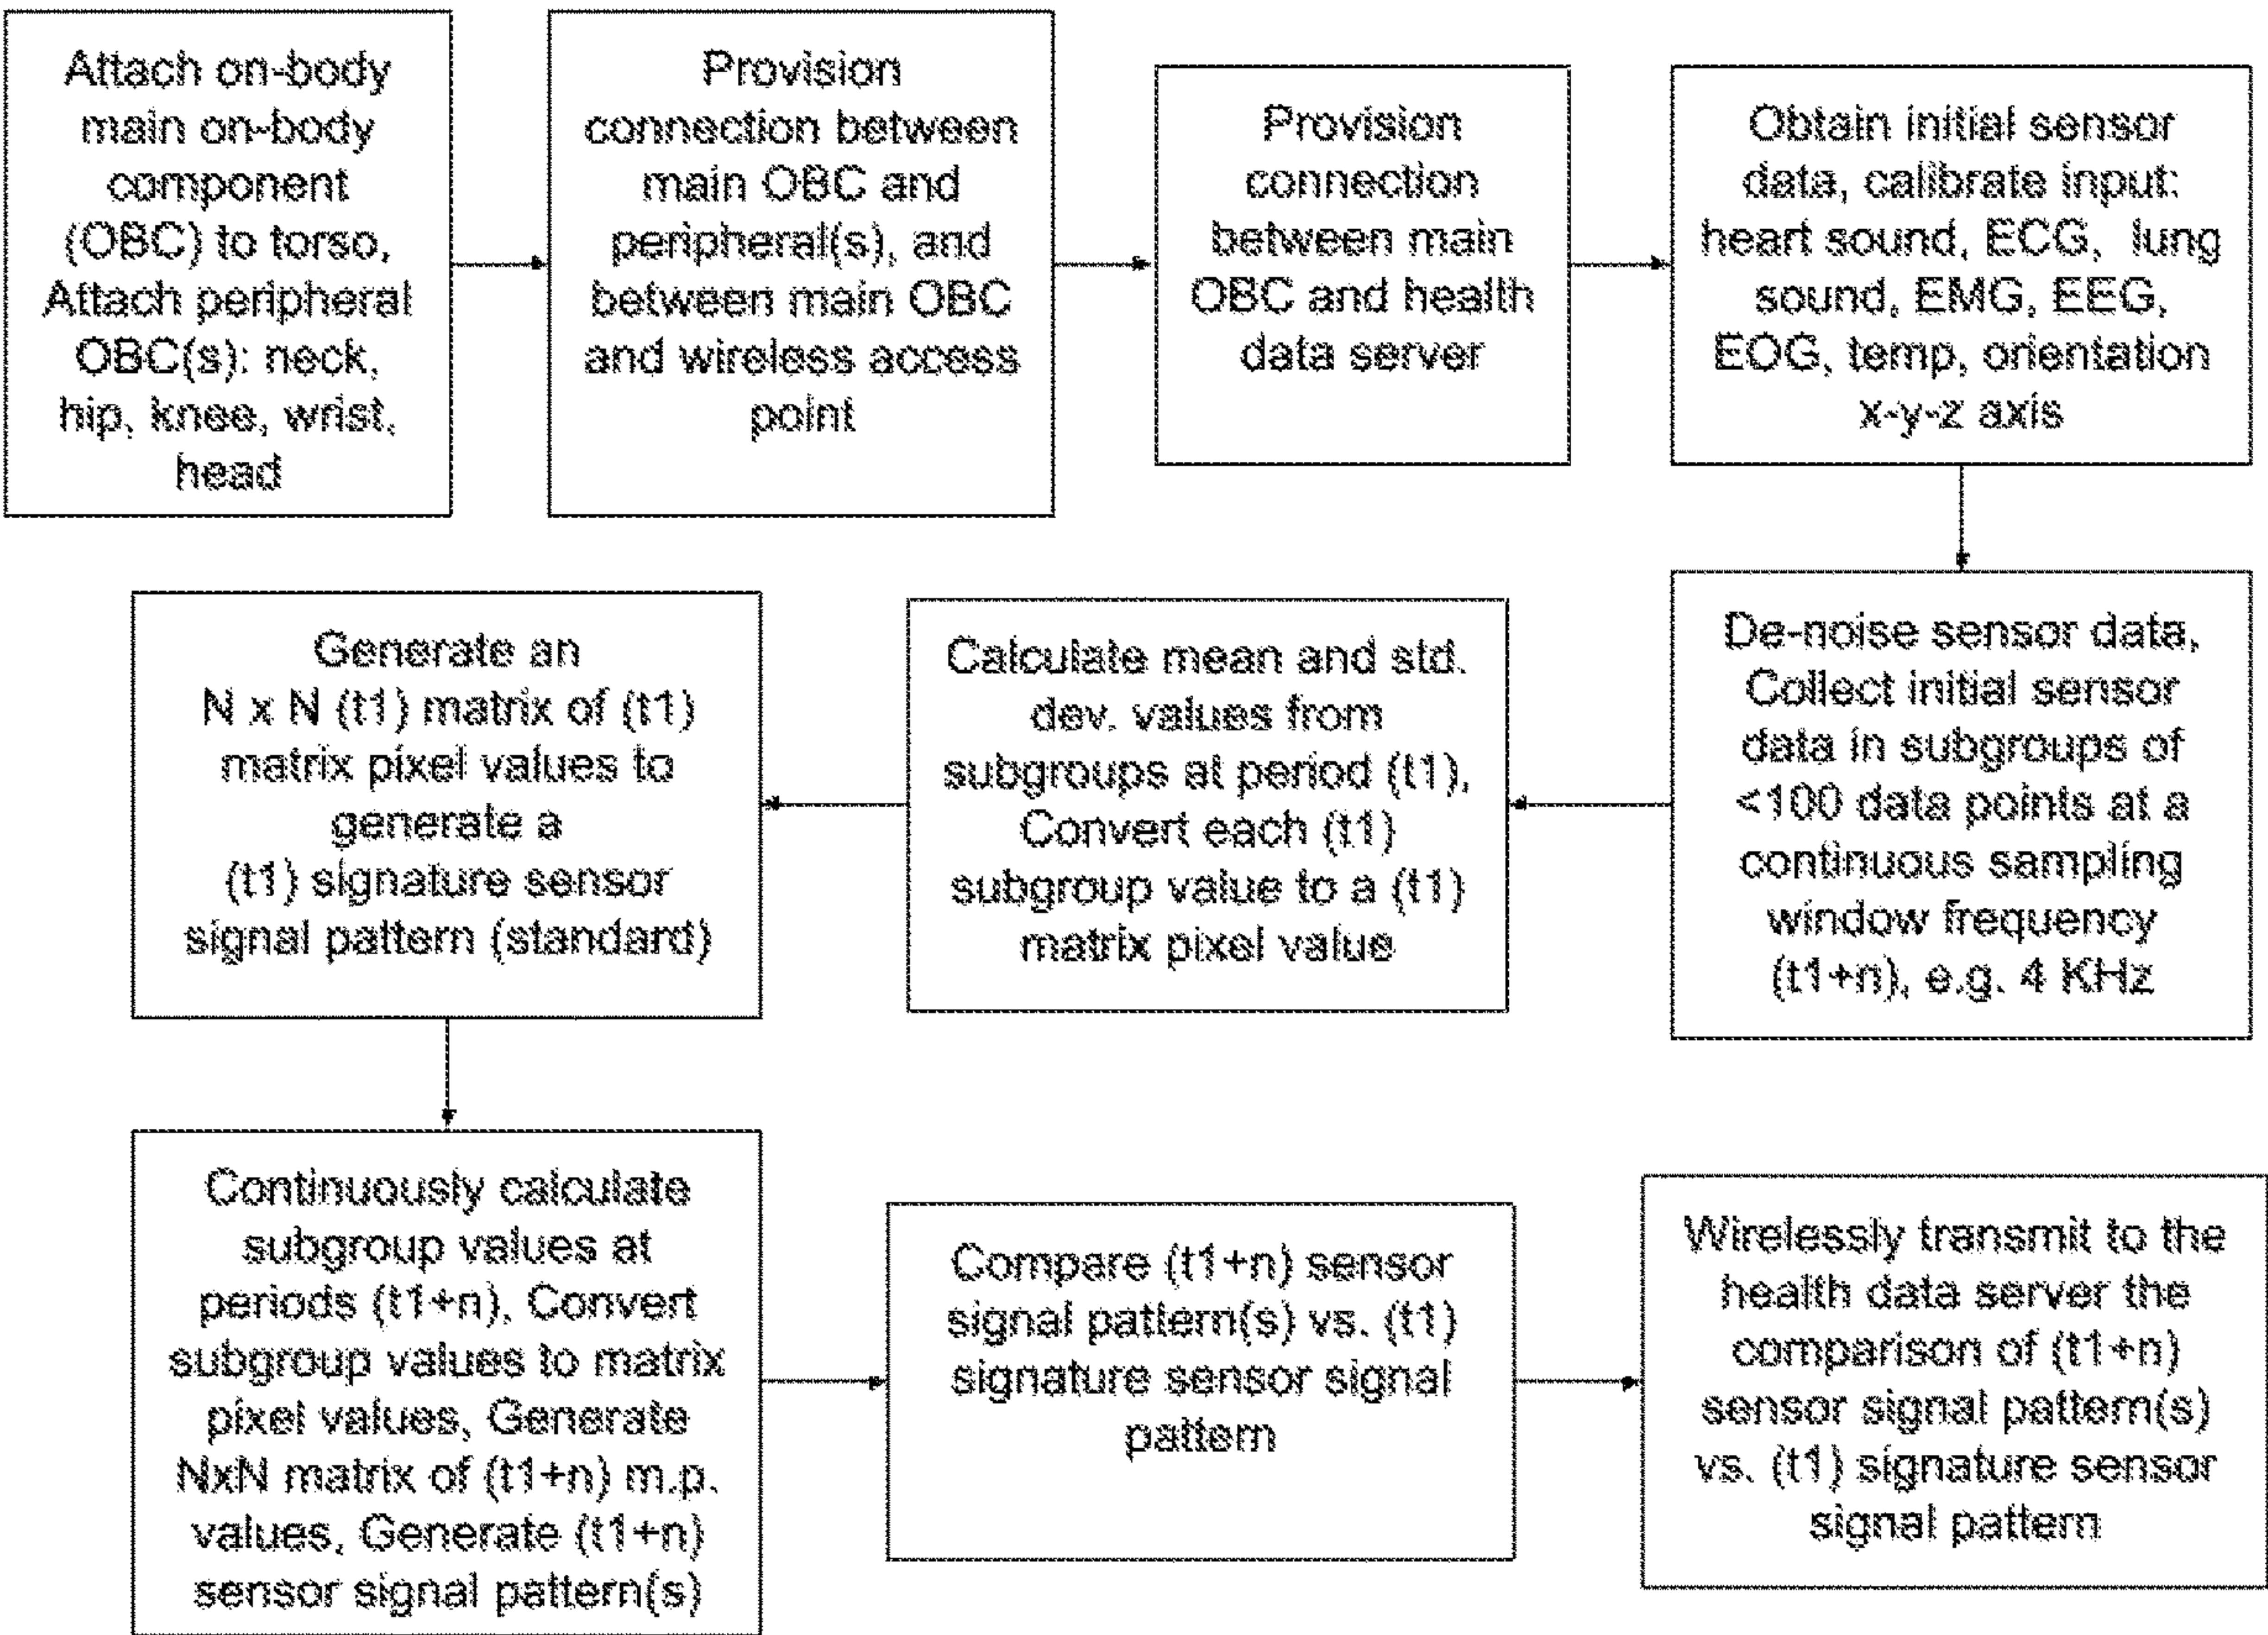 Attach on-body
main on-body
component
(OBC) to torso,
Attach peripheral
OBC(s): neck,
hip, knee, wrist,
head
Provision
connection between
main OBC and
peripheral(s), and
between main OBC
and wireless access
point
Provision
connection
between main
OBC and health
data server
Obtain initial sensor
data, calibrate input:
heart sound, ECG, lung
sound, EMG, EEG,
EOG, temp, orientation
x-y-z axis
De-noise sensor data,
Collect initial sensor
data in subgroups of
<100 data points at a
continuous sampling
window frequency
(t1+n), e.g. 4 KHz
Calculate mean and std.
dev. values from
subgroups at period (t1),
Convert each (t1)
subgroup value to a (t1)
matrix pixel value
Generate an
N x N (t1) matrix of (t1)
matrix pixel values to
generate a
(t1) signature sensor
signal pattern (standard)
Continuously calculate
subgroup values at
periods (t1+n), Convert
subgroup values to matrix
pixel values, Generate
NxN matrix of (t1+n) m.p.
values, Generate (t1+n)
sensor signal pattern(s)
Compare (t1+n) sensor
signal pattern(s) vs. (t1)
signature sensor signal
pattern
Wirelessly transmit to the
health data server the
comparison of (t1+n)
sensor signal pattern(s)
vs. (t1) signature sensor
signal pattern